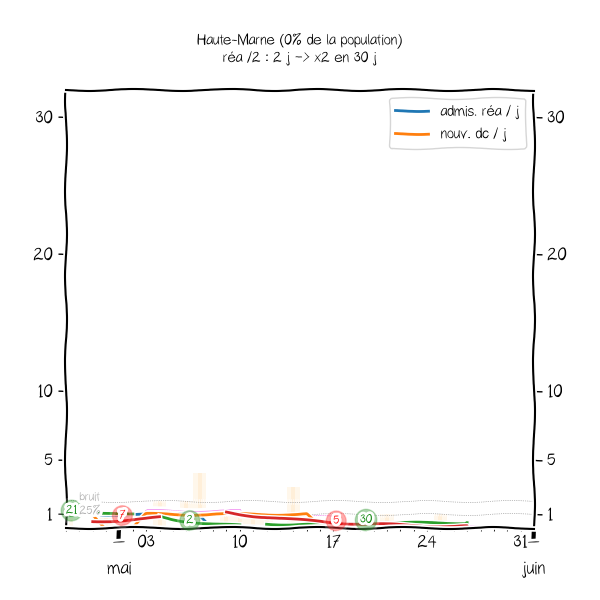 Haute-Marne (0% de la population)
réa /2 : 2 j -> x2 en 30 j
admis. réa / j
nouv. dc / j
30
30
20
20
10
10
5
5
bruit
21 25% 7 2 5 30
1
1
03 10 17 24 31
mai juin